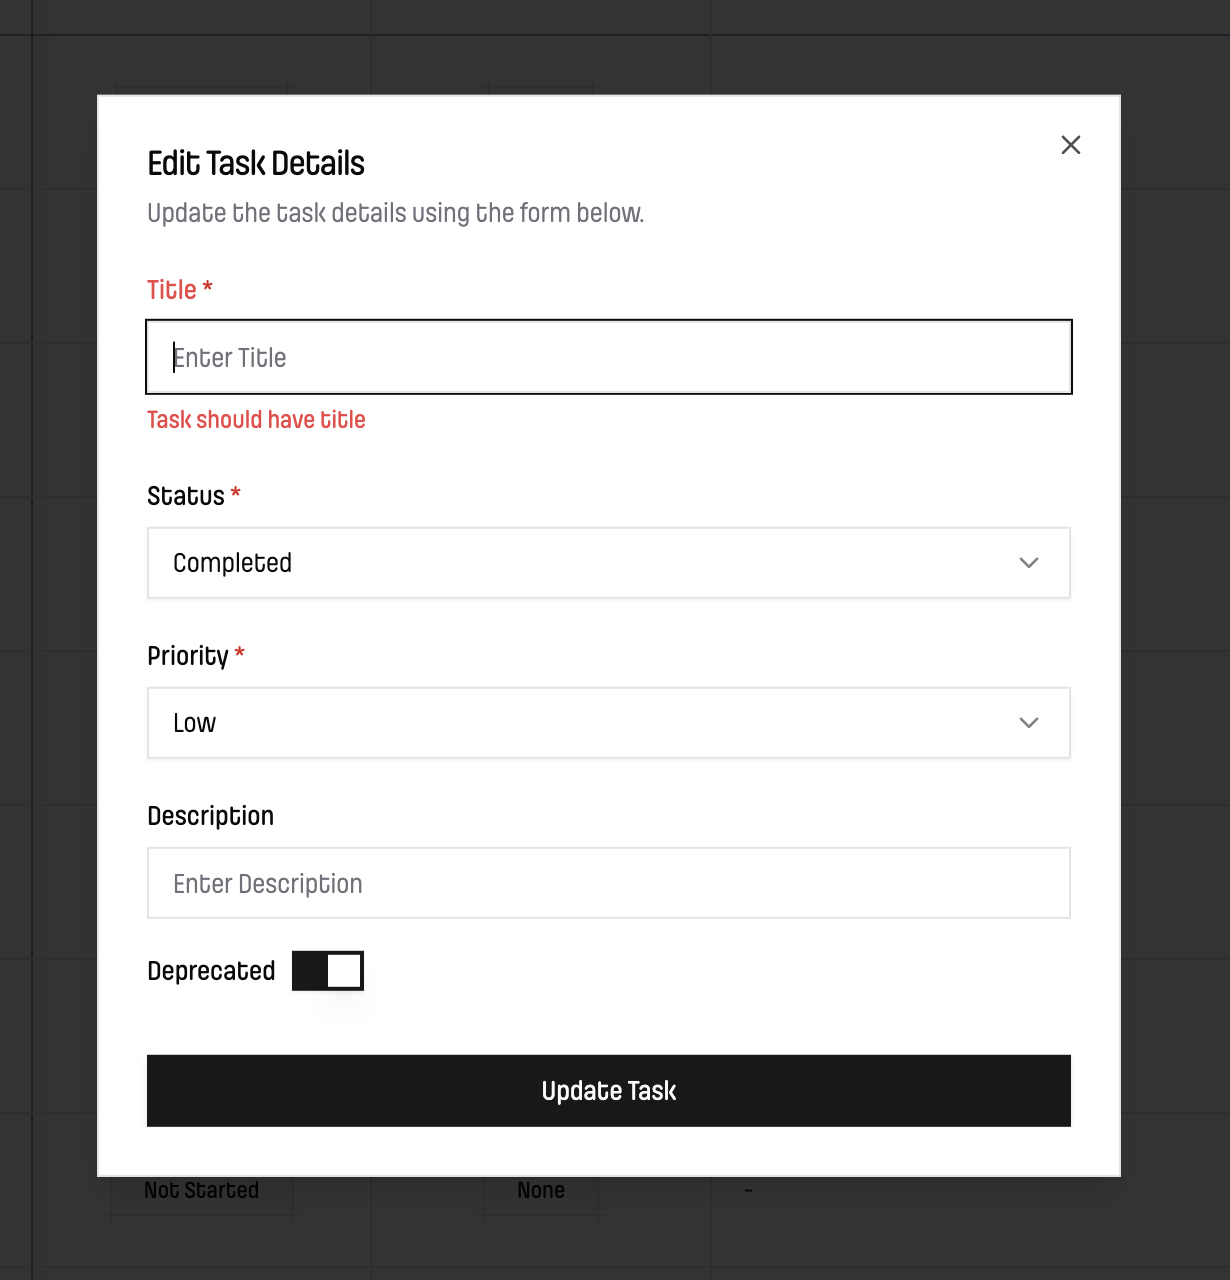 Edit Task Details
Update the task details using the form below.
Title *
Enter Title
Task should have title
Status *
Completed
Priority *
Low
Description
Enter Description
Deprecated
Update Task
Not Started None -